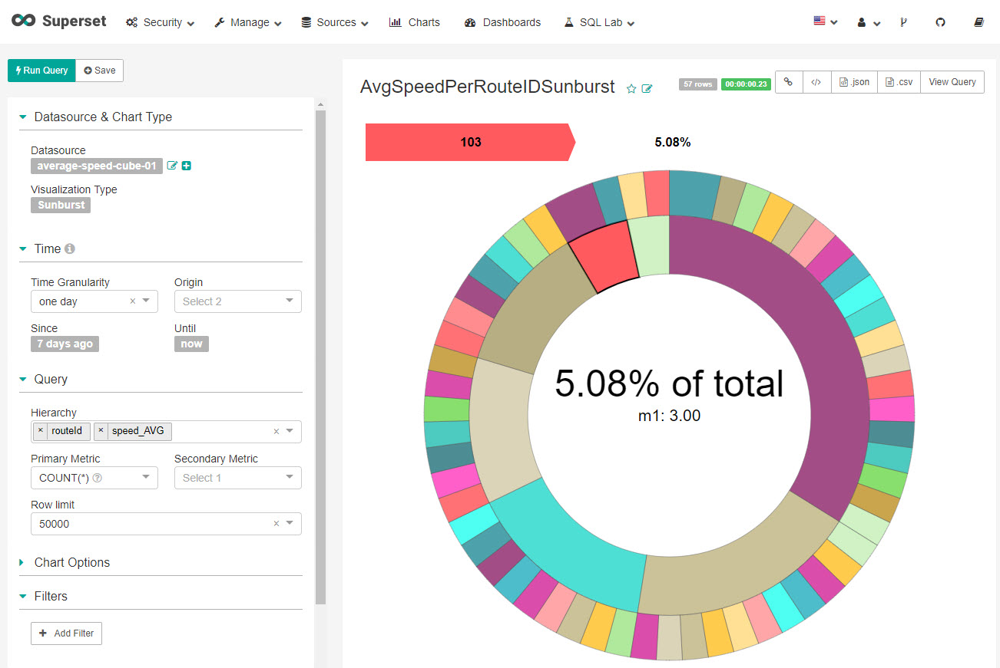 Superset Security Manage Sources Charts Dashboards SQL Lab
Run Query Save
Datasource & Chart Type
Datasource
average-speed-cube-01
Visualization Type
Sunburst
Time
Time Granularity Origin
one day × Select 2
Since Until
7 days ago now
Query
Hierarchy
× routeId × speed_AVG ×
Primary Metric Secondary Metric
COUNT(*) Select 1
Row limit
50000 ×
Chart Options
Filters
Add Filter
AvgSpeedPerRouteIDSunburst 57 rows 00:00:00.23 </> .json .csv View Query
103 5.08%
5.08% of total
m1: 3.00